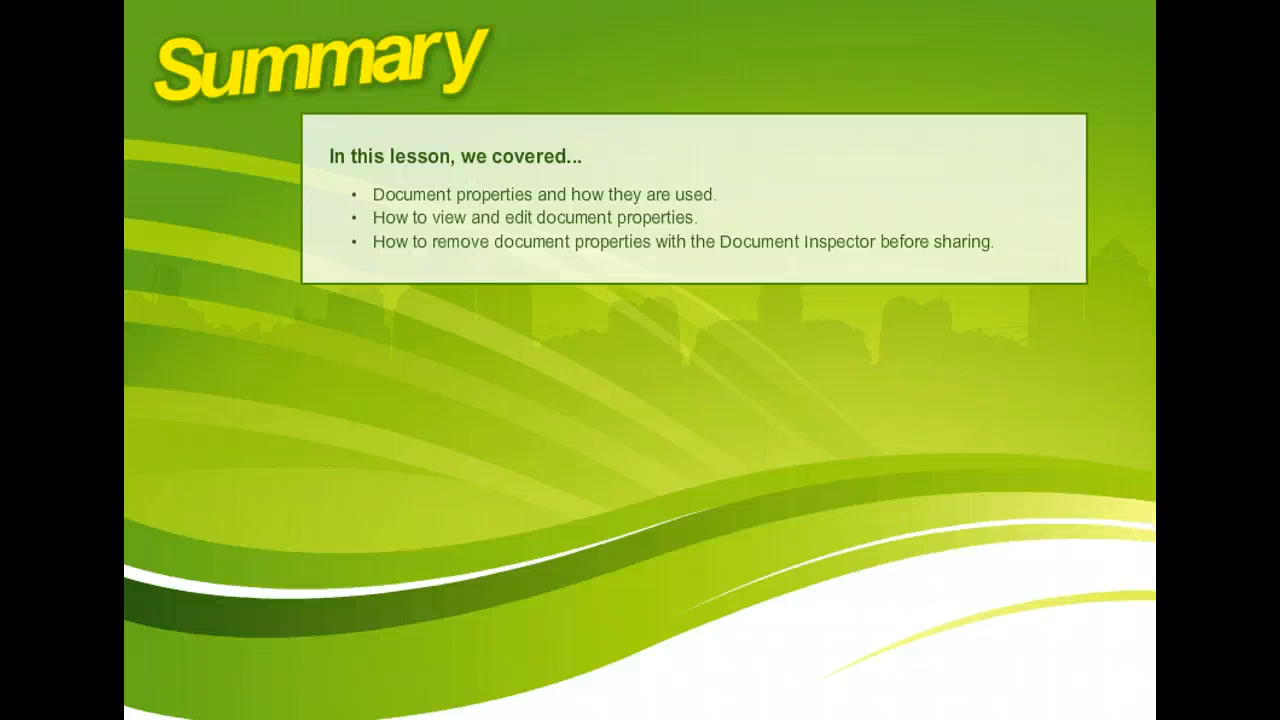 Summary
In this lesson, we covered...
• Document properties and how they are used.
• How to view and edit document properties.
• How to remove document properties with the Document Inspector before sharing.